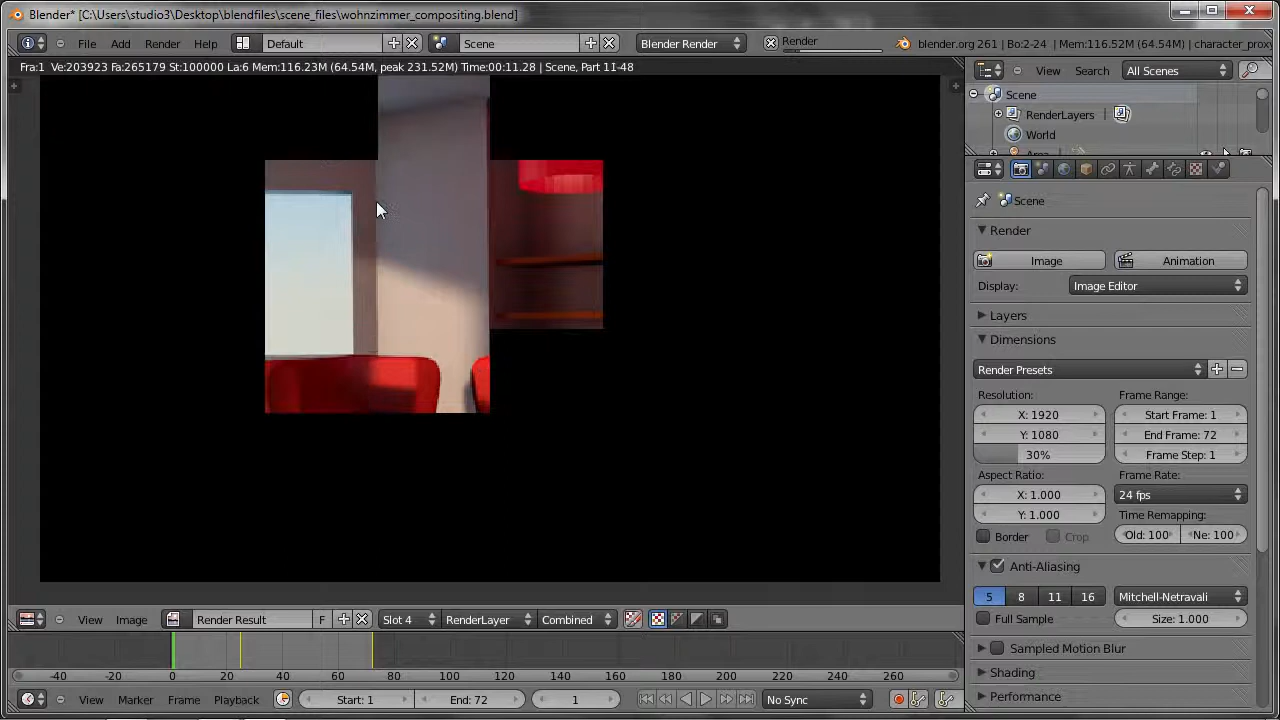 Blender* [C:\Users\studio3\Desktop\blendfiles\scene_files\wohnzimmer_compositing.blend]
File Add Render Help Default Scene Blender Render Render blender.org 261 | Bo:2-24 | Mem:116.52M (64.54M) | character_proxy
Fra:1 Ve:203923 Fa:265179 St:100000 La:6 Mem:116.23M (64.54M, peak 231.52M) Time:00:11.28 | Scene, Part 11-48
View Search All Scenes
Scene
RenderLayers |
World
Scene
Render
Image Animation
Display: Image Editor
Layers
Dimensions
Render Presets
Resolution: Frame Range:
X: 1920 Start Frame: 1
Y: 1080 End Frame: 72
30% Frame Step: 1
Aspect Ratio: Frame Rate:
X: 1.000 24 fps
Y: 1.000 Time Remapping:
Border Crop Old: 100 Ne: 100
Anti-Aliasing
5 8 11 16 Mitchell-Netravali
Full Sample Size: 1.000
Sampled Motion Blur
Shading
Performance
View Image Render Result F Slot 4 RenderLayer Combined
-40 -20 0 20 40 60 80 100 120 140 160 180 200 220 240 260
View Marker Frame Playback Start: 1 End: 72 1 No Sync